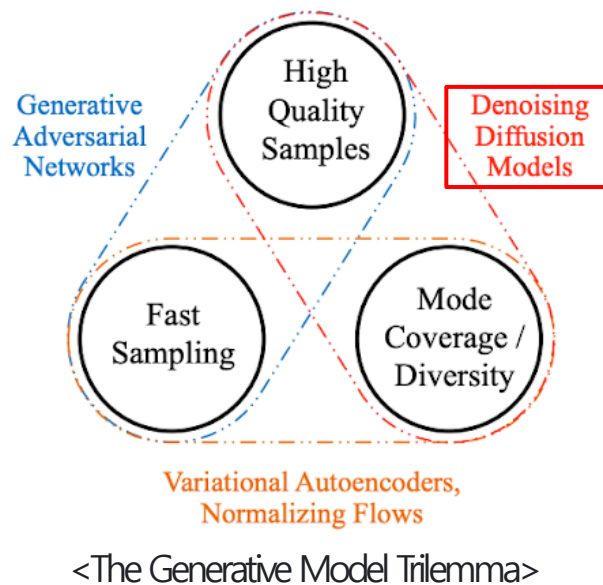 High
Quality
Samples
Generative
Adversarial
Networks
Denoising
Diffusion
Models
Fast
Sampling
Mode
Coverage /
Diversity
Variational Autoencoders,
Normalizing Flows
<The Generative Model Trilemma>